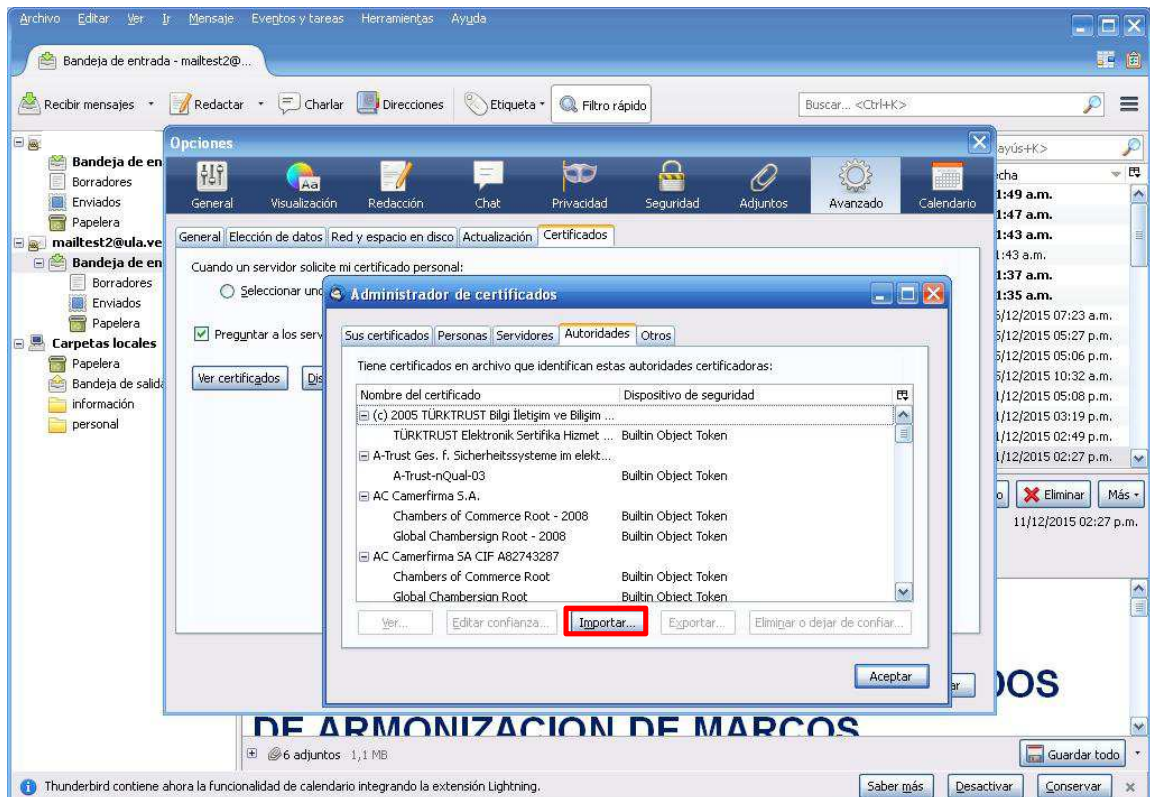 Archivo Editar Ver Ir Mensaje Eventos y tareas Herramientas Ayuda
Bandeja de entrada - mailtest2@...
Recibir mensajes Redactar Charlar Direcciones Etiqueta Filtro rápido Buscar... <Ctrl+K>
Opciones
ayús+K>
Bandeja de en
Borradores
Enviados
Papelera
mailtest2@ula.ve
Bandeja de en
Borradores
Enviados
Papelera
Carpetas locales
Papelera
Bandeja de salida
información
personal
General Visualización Redacción Chat Privacidad Seguridad Adjuntos Avanzado Calendario
General Elección de datos Red y espacio en disco Actualización Certificados
Cuando un servidor solicite mi certificado personal:
Seleccionar uno
Preguntar a los serv
Ver certificados Dis
Administrador de certificados
Sus certificados Personas Servidores Autoridades Otros
Tiene certificados en archivo que identifican estas autoridades certificadoras:
Nombre del certificado Dispositivo de seguridad
(c) 2005 TÜRKTRUST Bilgi İletişim ve Bilişim ...
TÜRKTRUST Elektronik Sertifika Hizmet ... Builtin Object Token
A-Trust Ges. f. Sicherheitssysteme im elekt...
A-Trust-nQual-03 Builtin Object Token
AC Camerfirma S.A.
Chambers of Commerce Root - 2008 Builtin Object Token
Global Chambersign Root - 2008 Builtin Object Token
AC Camerfirma SA CIF A82743287
Chambers of Commerce Root Builtin Object Token
Global Chambersign Root Builtin Object Token
Ver... Editar confianza... Importar... Exportar... Eliminar o dejar de confiar...
Aceptar
ar
echa
1:49 a.m.
1:47 a.m.
1:43 a.m.
1:43 a.m.
1:37 a.m.
1:35 a.m.
5/12/2015 07:23 a.m.
5/12/2015 05:27 p.m.
5/12/2015 05:06 p.m.
5/12/2015 10:32 a.m.
1/12/2015 05:08 p.m.
1/12/2015 03:19 p.m.
1/12/2015 02:49 p.m.
1/12/2015 02:27 p.m.
o Eliminar Más
11/12/2015 02:27 p.m.
DOS
DE ARMONIZACION DE MARCOS
6 adjuntos 1,1 MB Guardar todo
Thunderbird contiene ahora la funcionalidad de calendario integrando la extensión Lightning. Saber más Desactivar Conservar